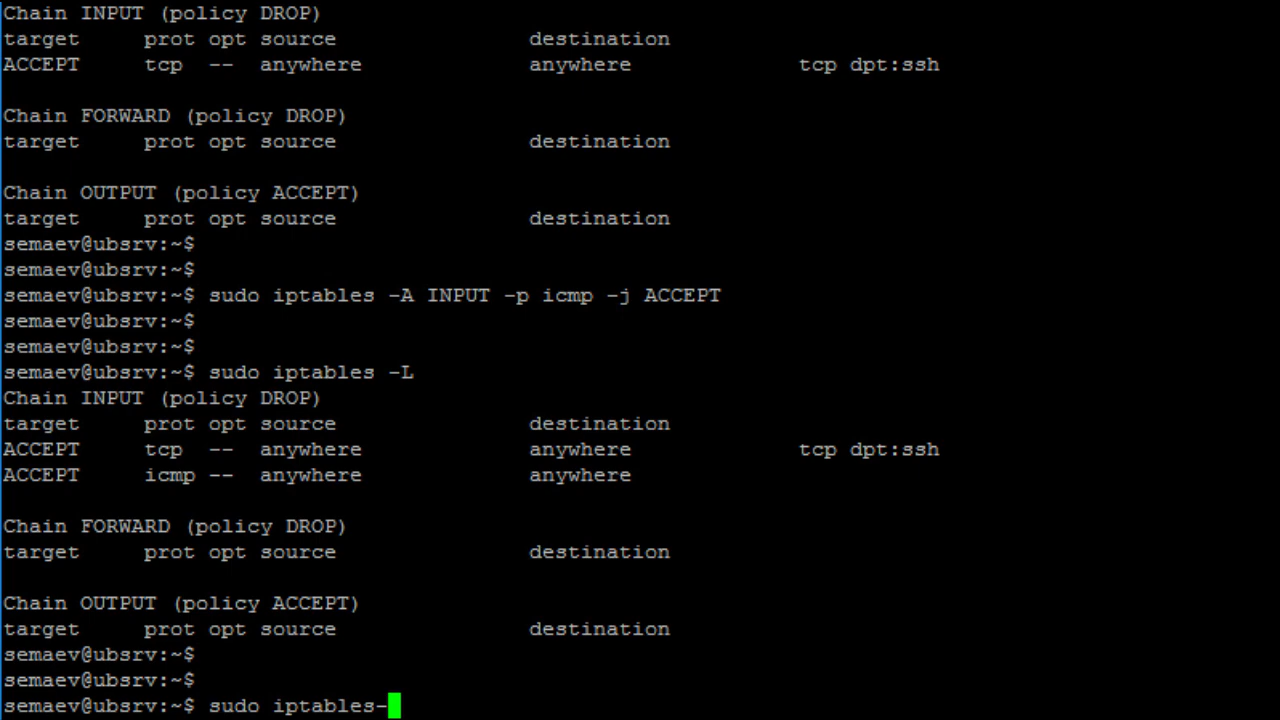 Chain INPUT (policy DROP)
target     prot opt source               destination
ACCEPT     tcp  --  anywhere             anywhere             tcp dpt:ssh
Chain FORWARD (policy DROP)
target     prot opt source               destination
Chain OUTPUT (policy ACCEPT)
target     prot opt source               destination
semaev@ubsrv:~$
semaev@ubsrv:~$
semaev@ubsrv:~$ sudo iptables -A INPUT -p icmp -j ACCEPT
semaev@ubsrv:~$
semaev@ubsrv:~$
semaev@ubsrv:~$ sudo iptables -L
Chain INPUT (policy DROP)
target     prot opt source               destination
ACCEPT     tcp  --  anywhere             anywhere             tcp dpt:ssh
ACCEPT     icmp --  anywhere             anywhere
Chain FORWARD (policy DROP)
target     prot opt source               destination
Chain OUTPUT (policy ACCEPT)
target     prot opt source               destination
semaev@ubsrv:~$
semaev@ubsrv:~$
semaev@ubsrv:~$ sudo iptables-